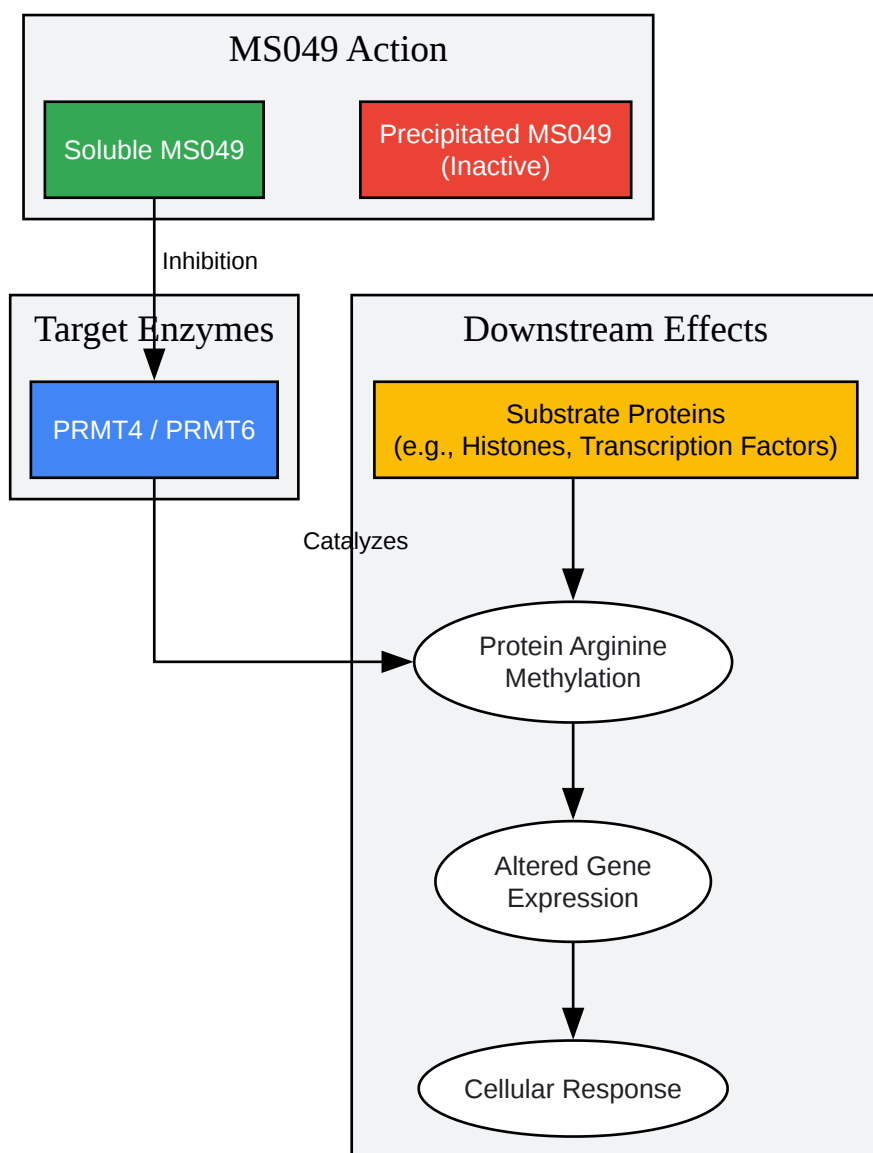 MS049 Action
Soluble MS049
Precipitated MS049
(Inactive)
Inhibition
Target Enzymes
PRMT4 / PRMT6
Downstream Effects
Substrate Proteins
(e.g., Histones, Transcription Factors)
Catalyzes
Protein Arginine
Methylation
Altered Gene
Expression
Cellular Response